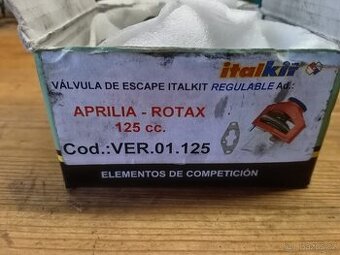 italkit
VÁLVULA DE ESCAPE ITALKIT REGULABLE Ad.:
APRILIA - ROTAX
125 cc.
Cod.:VER.01.125
ELEMENTOS DE COMPETICIÓN